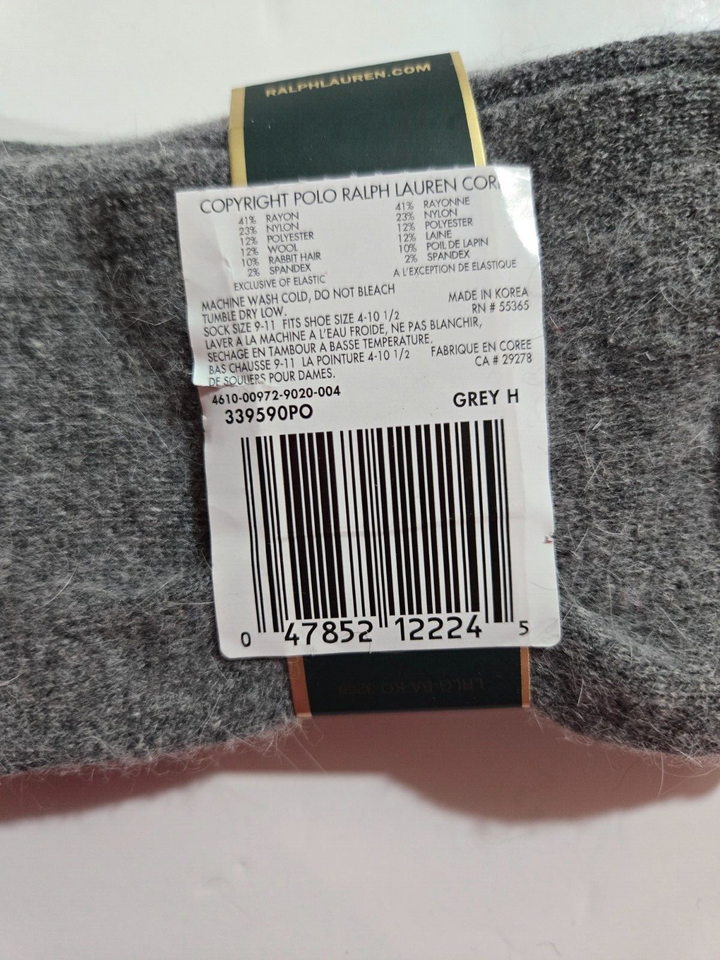 RALPHLAUREN.COM
COPYRIGHT POLO RALPH LAUREN COR
41% RAYON
23% NYLON
12% POLYESTER
12% WOOL
10% RABBIT HAIR
2% SPANDEX
EXCLUSIVE OF ELASTIC
41% RAYONNE
23% NYLON
12% POLYESTER
12% LAINE
10% POIL DE LAPIN
2% SPANDEX
A L'EXCEPTION DE ELASTIQUE
MACHINE WASH COLD, DO NOT BLEACH
TUMBLE DRY LOW.
MADE IN KOREA
SOCK SIZE 9-11 FITS SHOE SIZE 4-10 1/2
RN # 55365
LAVER A LA MACHINE A L'EAU FROIDE, NE PAS BLANCHIR,
SECHAGE EN TAMBOUR A BASSE TEMPERATURE.
BAS CHAUSSE 9-11 LA POINTURE 4-10 1/2
FABRIQUE EN COREE
DE SOULIERS POUR DAMES.
CA # 29278
4610-00972-9020-004
339590PO
GREY H
0 47852 12224 5